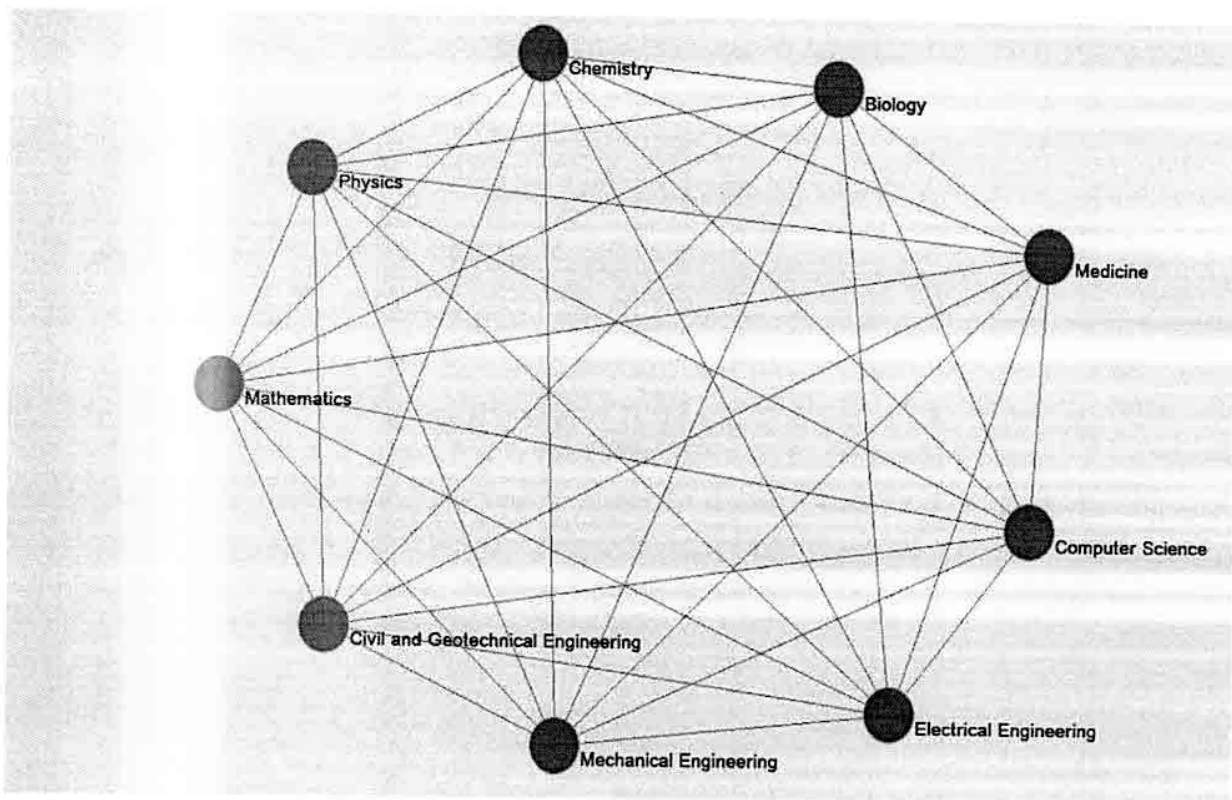 Chemistry
Biology
Physics
Medicine
Mathematics
Computer Science
Civil and Geotechnical Engineering
Electrical Engineering
Mechanical Engineering